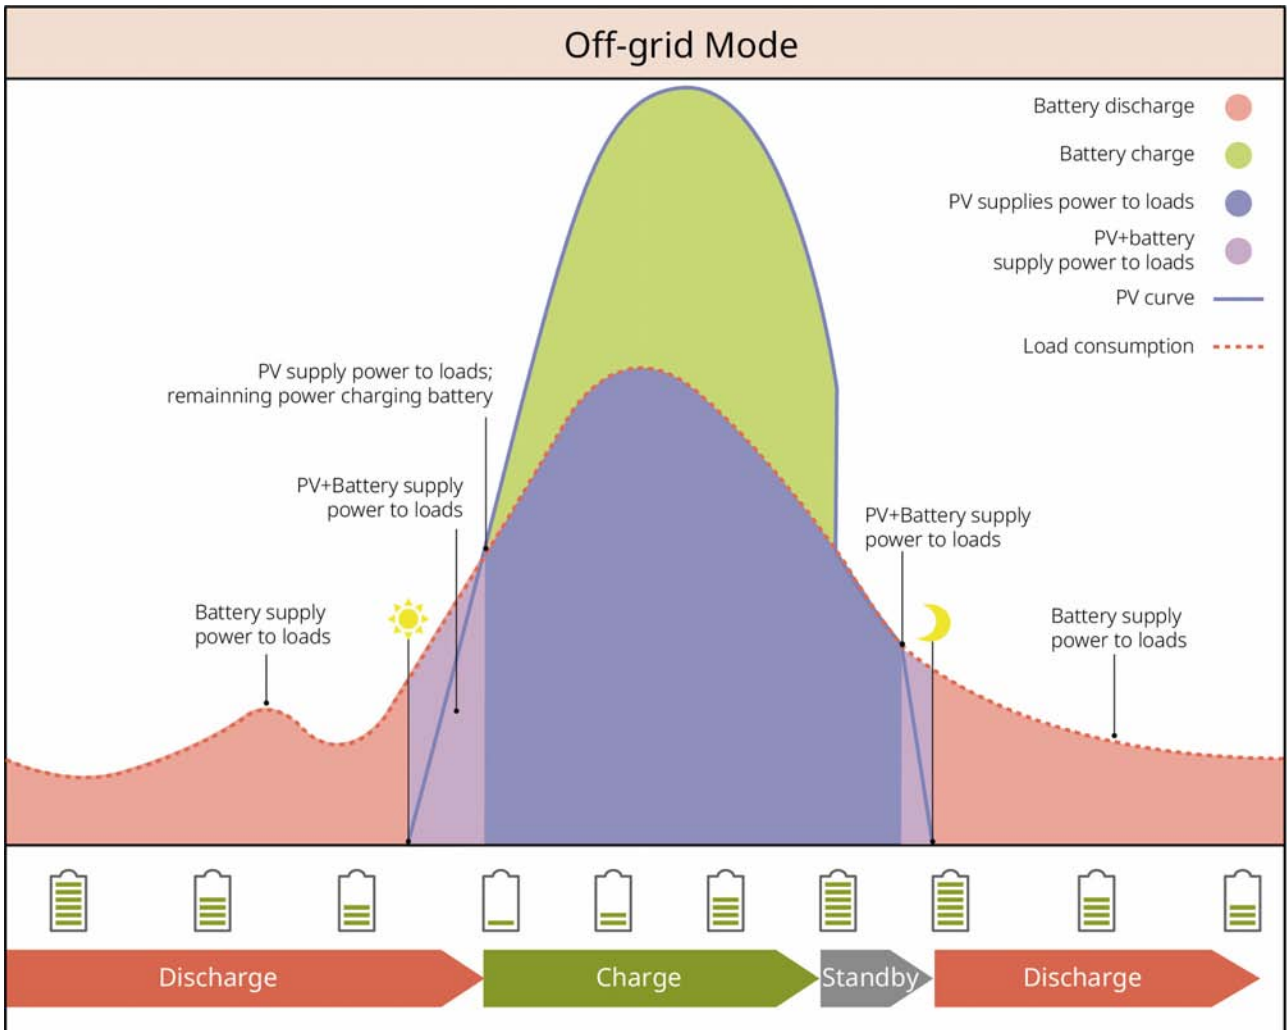 Off-grid Mode
Battery discharge
Battery charge
PV supplies power to loads
PV+battery
supply power to loads
PV curve
Load consumption
PV supply power to loads;
remainning power charging battery
PV+Battery supply
power to loads
PV+Battery supply
power to loads
Battery supply
power to loads
Battery supply
power to loads
Discharge
Charge
Standby
Discharge